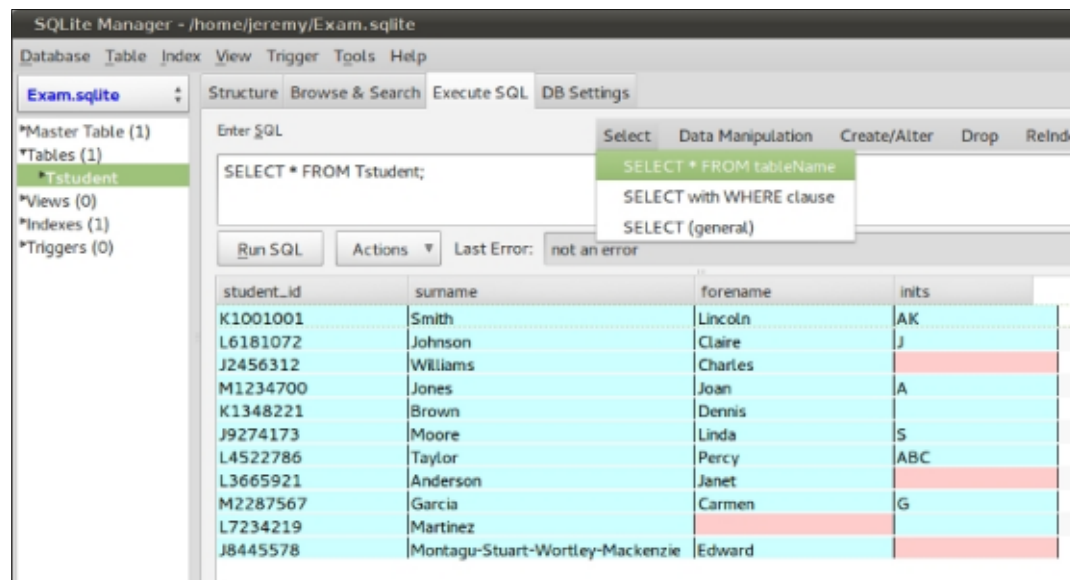 SQLite Manager - /home/jeremy/Exam.sqlite
Database Table Index View Trigger Tools Help
Exam.sqlite
Structure Browse & Search Execute SQL DB Settings
Master Table (1)
Tables (1)
Tstudent
Views (0)
Indexes (1)
Triggers (0)
Enter SQL
Select Data Manipulation Create/Alter Drop ReInd
SELECT * FROM Tstudent;
SELECT * FROM tableName
SELECT with WHERE clause
SELECT (general)
Run SQL Actions Last Error: not an error
student_id surname forename inits
K1001001 Smith Lincoln AK
L6181072 Johnson Claire J
J2456312 Williams Charles
M1234700 Jones Joan A
K1348221 Brown Dennis
J9274173 Moore Linda S
L4522786 Taylor Percy ABC
L3665921 Anderson Janet
M2287567 Garcia Carmen G
L7234219 Martinez
J8445578 Montagu-Stuart-Wortley-Mackenzie Edward